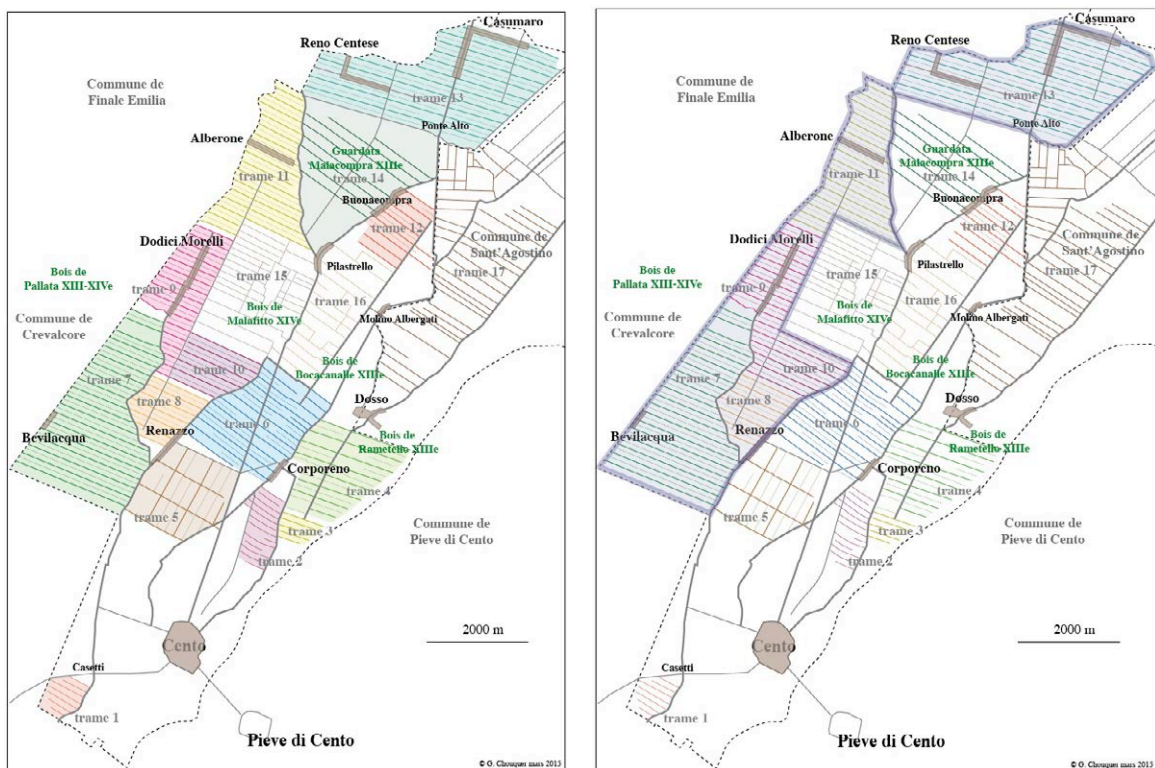 Casumaro
Reno Centese
Commune de
Finale Emilia
trame 13
Ponte Alto
Alberone
Guardata
Malacompra XIIIe
trame 11
trame 14
Buonacompra
trame 12
Dodici Morelli
Commune de
Sant'Agostino
trame 17
Pilastrello
Bois de
Pallata XIII-XIVe
trame 15
trame 9
trame 16
Bois de
Malafitto XIVe
Commune de
Crevalcore
Molino Albergati
Bois de
Bocacanalle XIIIe
trame 10
trame 7
trame 8
Dosso
Renazzo
trame 6
Bevilacqua
Bois de
Rametello XIIIe
Corporeno
trame 4
trame 5
trame 3
Commune de
Pieve di Cento
trame 2
2000 m
Cento
Casetti
trame 1
Pieve di Cento
© G. Chouquer mars 2015
Casumaro
Reno Centese
Commune de
Finale Emilia
trame 13
Ponte Alto
Alberone
Guardata
Malacompra XIIIe
trame 11
trame 14
Buonacompra
trame 12
Dodici Morelli
Commune de
Sant'Agostino
trame 17
Pilastrello
Bois de
Pallata XIII-XIVe
trame 15
trame 9
trame 16
Bois de
Malafitto XIVe
Commune de
Crevalcore
Molino Albergati
Bois de
Bocacanalle XIIIe
trame 10
trame 7
trame 8
Dosso
Renazzo
trame 6
Bevilacqua
Bois de
Rametello XIIIe
Corporeno
trame 4
trame 5
trame 3
Commune de
Pieve di Cento
trame 2
2000 m
Cento
Casetti
trame 1
Pieve di Cento
© G. Chouquer mars 2015